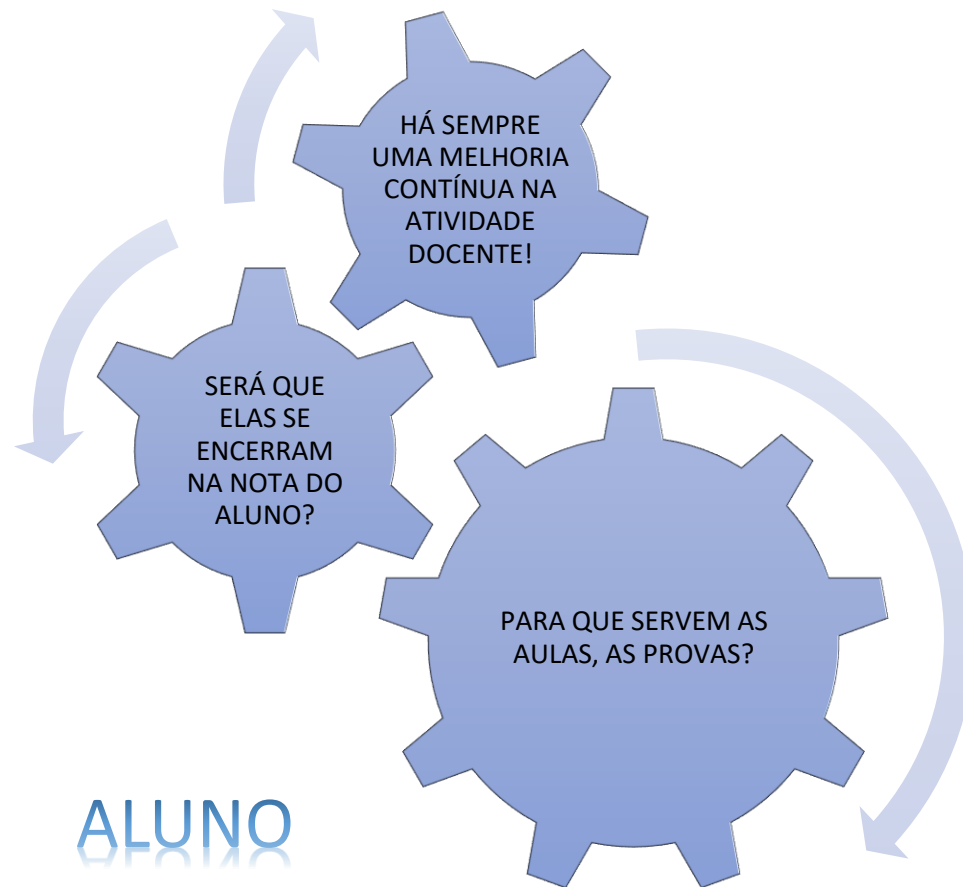 HÁ SEMPRE
UMA MELHORIA
CONTÍNUA NA
ATIVIDADE
DOCENTE!
SERÁ QUE
ELAS SE
ENCERRAM
NA NOTA DO
ALUNO?
PARA QUE SERVEM AS
AULAS, AS PROVAS?
ALUNO